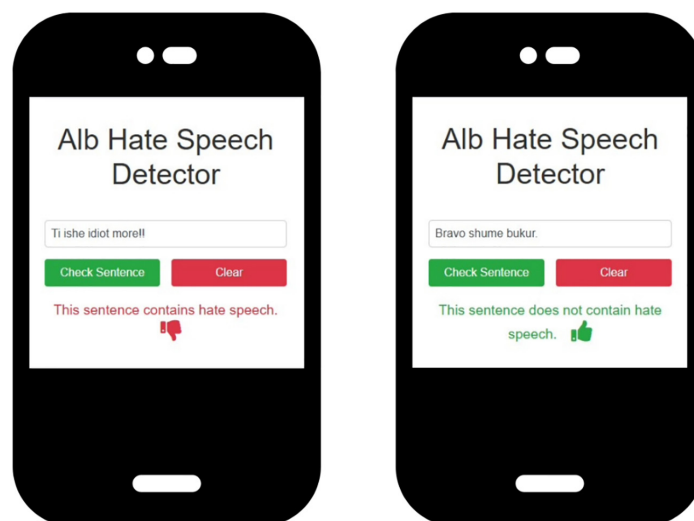 Alb Hate Speech
Detector
Ti ishe idiot more!!
Check Sentence
Clear
This sentence contains hate speech.
Alb Hate Speech
Detector
Bravo shume bukur.
Check Sentence
Clear
This sentence does not contain hate
speech.